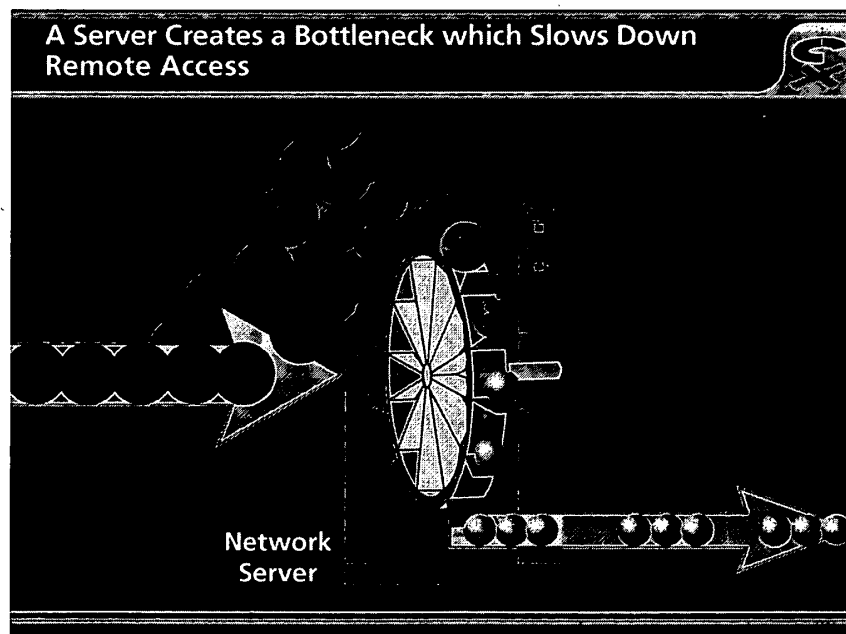 A Server Creates a Bottleneck which Slows Down
Remote Access
Network
Server